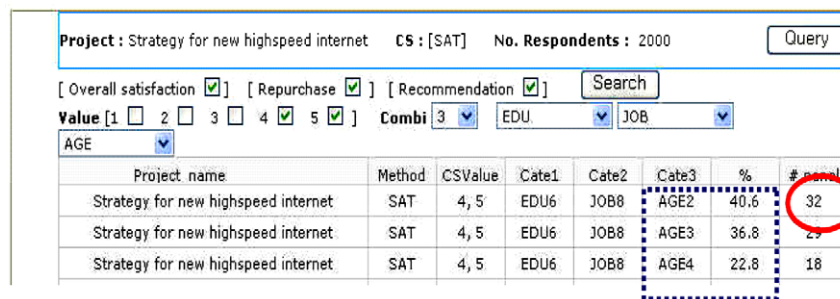 Project : Strategy for new highspeed internet CS : [SAT] No. Respondents : 2000 Query
[ Overall satisfaction ] [ Repurchase ] [ Recommendation ] Search
Value [1 2 3 4 5 ] Combi 3 EDU JOB
AGE
Project name Method CSValue Cate1 Cate2 Cate3 % # panel
Strategy for new highspeed internet SAT 4, 5 EDU6 JOB8 AGE2 40.6 32
Strategy for new highspeed internet SAT 4, 5 EDU6 JOB8 AGE3 36.8 29
Strategy for new highspeed internet SAT 4, 5 EDU6 JOB8 AGE4 22.8 18